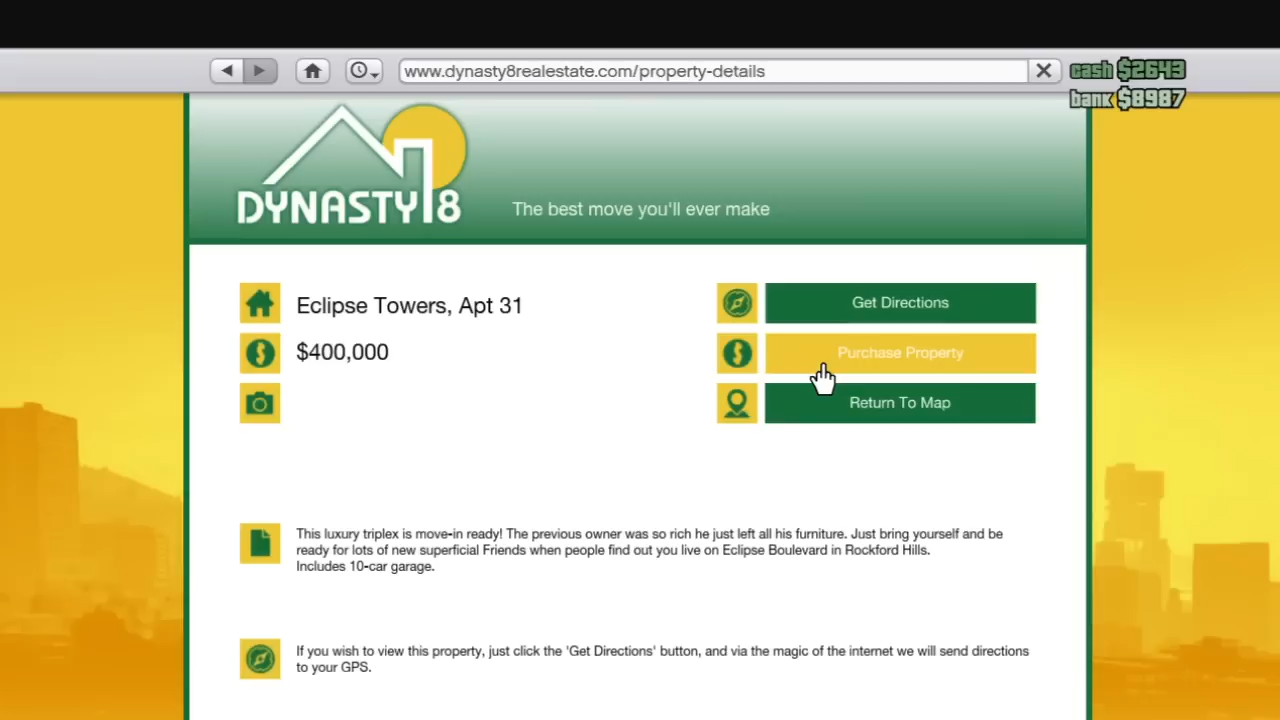 www.dynasty8realestate.com/property-details
cash $2643
bank $8987
DYNASTY 8
The best move you'll ever make
Eclipse Towers, Apt 31
Get Directions
$400,000
Purchase Property
Return To Map
This luxury triplex is move-in ready! The previous owner was so rich he just left all his furniture. Just bring yourself and be
ready for lots of new superficial Friends when people find out you live on Eclipse Boulevard in Rockford Hills.
Includes 10-car garage.
If you wish to view this property, just click the 'Get Directions' button, and via the magic of the internet we will send directions
to your GPS.